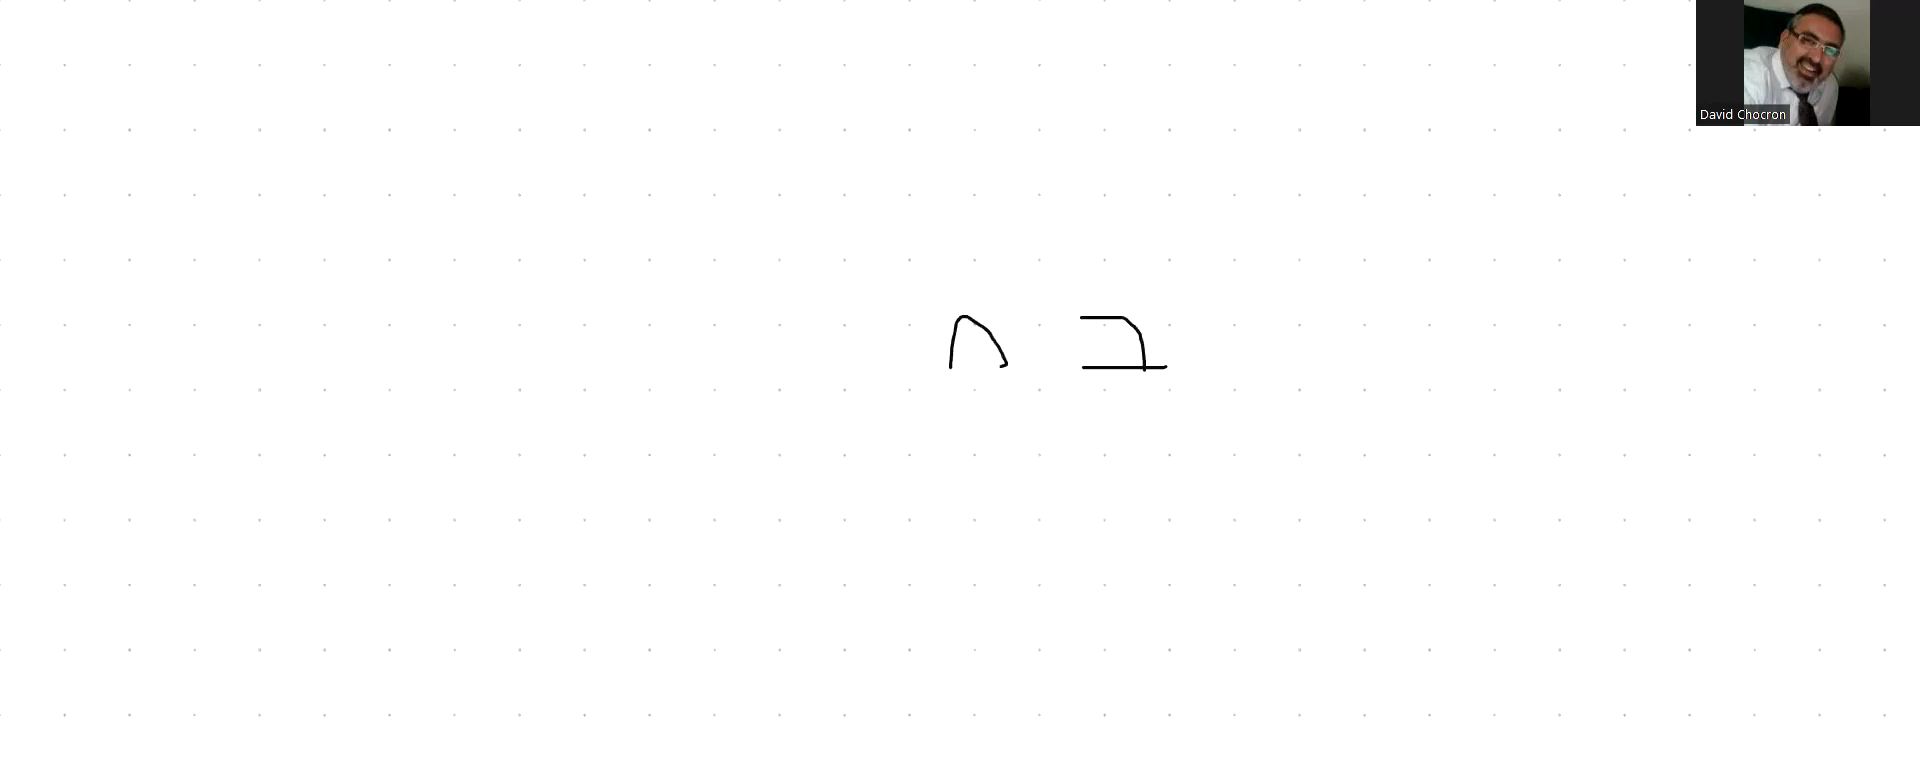 David Chocron
ב ח